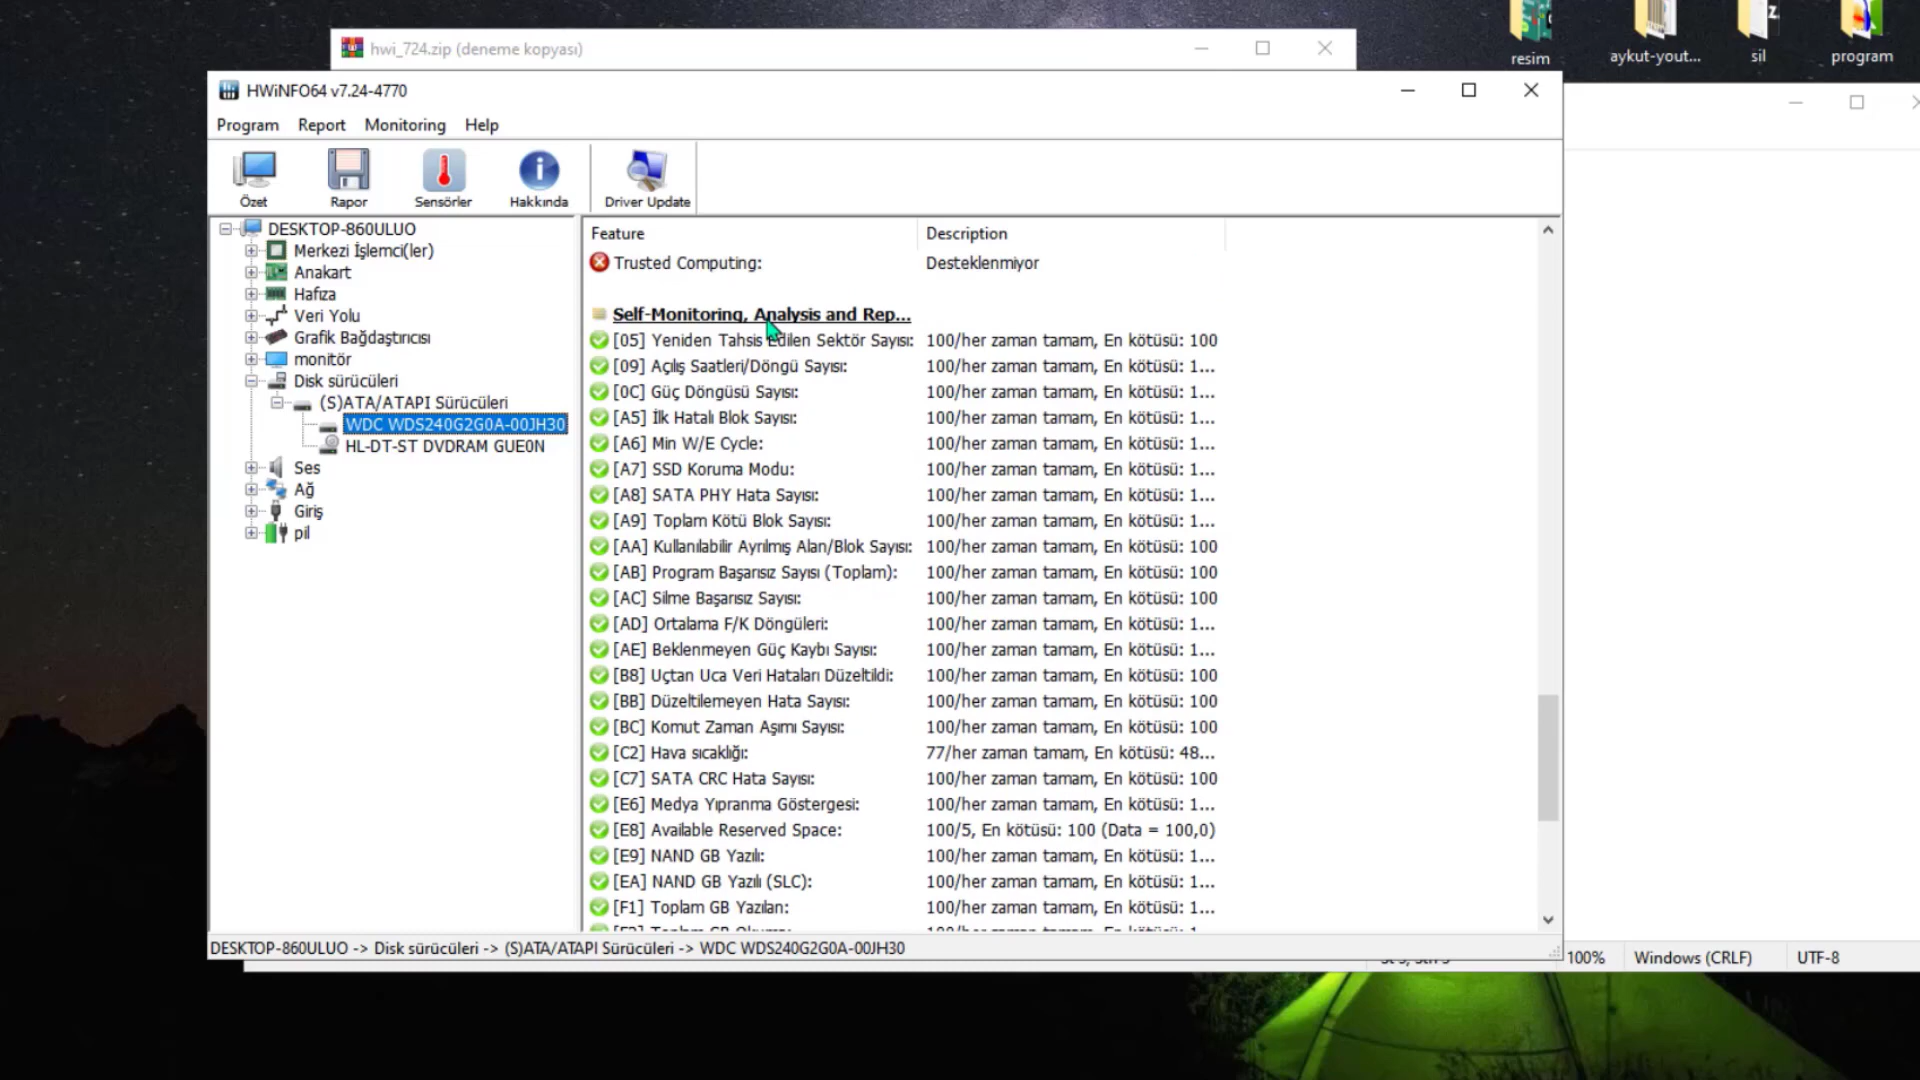 resim
aykut-yout...
sil
program
hwi_724.zip (deneme kopyası)
HWiNFO64 v7.24-4770
Program Report Monitoring Help
Özet Rapor Sensörler Hakkında Driver Update
DESKTOP-860ULUO
Merkezi İşlemci(ler)
Anakart
Hafıza
Veri Yolu
Grafik Bağdaştırıcısı
monitör
Disk sürücüleri
(S)ATA/ATAPI Sürücüleri
WDC WDS240G2G0A-00JH30
HL-DT-ST DVDRAM GUE0N
Ses
Ağ
Giriş
pil
Feature Description
Trusted Computing: Desteklenmiyor
Self-Monitoring, Analysis and Rep...
[05] Yeniden Tahsis Edilen Sektör Sayısı: 100/her zaman tamam, En kötüsü: 100
[09] Açılış Saatleri/Döngü Sayısı: 100/her zaman tamam, En kötüsü: 1...
[0C] Güç Döngüsü Sayısı: 100/her zaman tamam, En kötüsü: 1...
[A5] İlk Hatalı Blok Sayısı: 100/her zaman tamam, En kötüsü: 1...
[A6] Min W/E Cycle: 100/her zaman tamam, En kötüsü: 1...
[A7] SSD Koruma Modu: 100/her zaman tamam, En kötüsü: 1...
[A8] SATA PHY Hata Sayısı: 100/her zaman tamam, En kötüsü: 1...
[A9] Toplam Kötü Blok Sayısı: 100/her zaman tamam, En kötüsü: 1...
[AA] Kullanılabilir Ayrılmış Alan/Blok Sayısı: 100/her zaman tamam, En kötüsü: 100
[AB] Program Başarısız Sayısı (Toplam): 100/her zaman tamam, En kötüsü: 100
[AC] Silme Başarısız Sayısı: 100/her zaman tamam, En kötüsü: 100
[AD] Ortalama F/K Döngüleri: 100/her zaman tamam, En kötüsü: 1...
[AE] Beklenmeyen Güç Kaybı Sayısı: 100/her zaman tamam, En kötüsü: 1...
[B8] Uçtan Uca Veri Hataları Düzeltildi: 100/her zaman tamam, En kötüsü: 100
[BB] Düzeltilemeyen Hata Sayısı: 100/her zaman tamam, En kötüsü: 100
[BC] Komut Zaman Aşımı Sayısı: 100/her zaman tamam, En kötüsü: 100
[C2] Hava sıcaklığı: 77/her zaman tamam, En kötüsü: 48...
[C7] SATA CRC Hata Sayısı: 100/her zaman tamam, En kötüsü: 100
[E6] Medya Yıpranma Göstergesi: 100/her zaman tamam, En kötüsü: 1...
[E8] Available Reserved Space: 100/5, En kötüsü: 100 (Data = 100,0)
[E9] NAND GB Yazılı: 100/her zaman tamam, En kötüsü: 1...
[EA] NAND GB Yazılı (SLC): 100/her zaman tamam, En kötüsü: 1...
[F1] Toplam GB Yazılan: 100/her zaman tamam, En kötüsü: 1...
DESKTOP-860ULUO -> Disk sürücüleri -> (S)ATA/ATAPI Sürücüleri -> WDC WDS240G2G0A-00JH30
100% Windows (CRLF) UTF-8